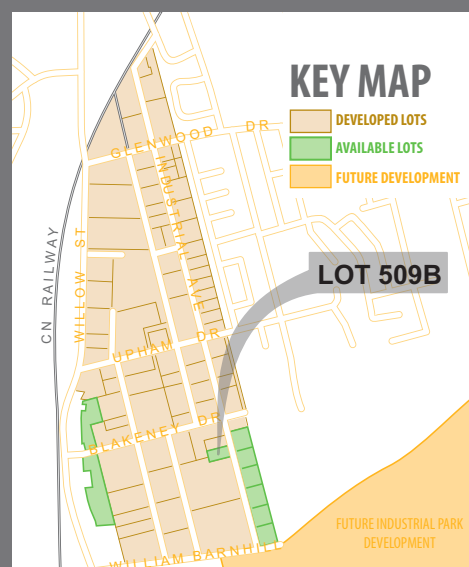 KEY MAP
DEVELOPED LOTS
AVAILABLE LOTS
FUTURE DEVELOPMENT
GLENWOOD DR
INDUSTRIAL AVE
WILLOW ST
CN RAILWAY
LOT 509B
UPHAM DR
BLAKENEY DR
FUTURE INDUSTRIAL PARK
DEVELOPMENT
WILLIAM BARNHILL